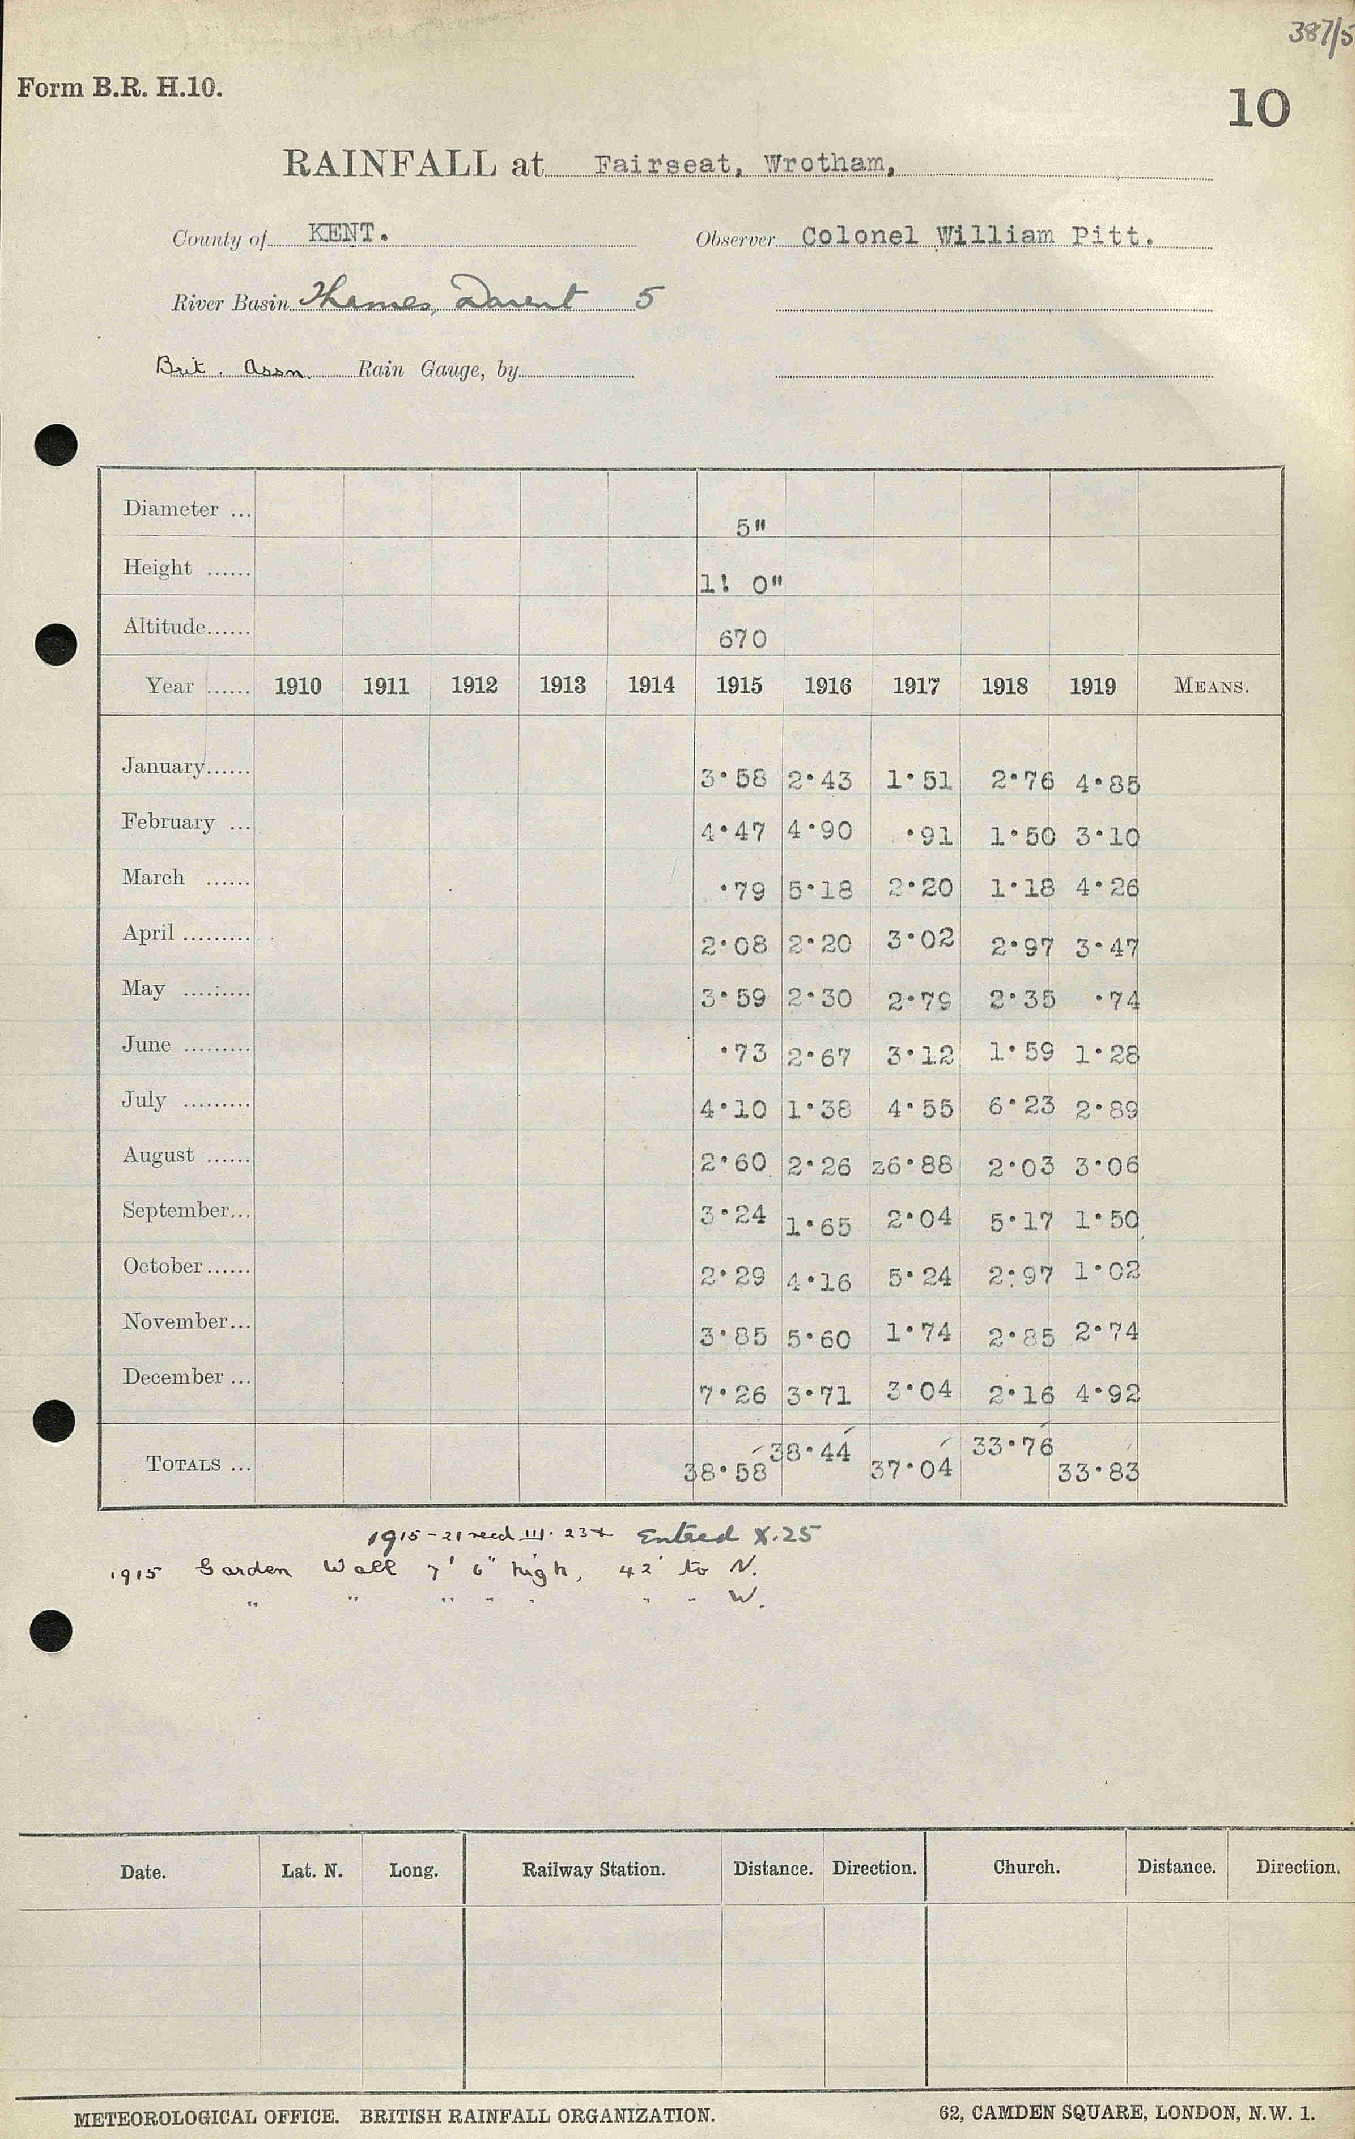 387/5
Form B.R. H.10.
10
RAINFALL at Fairseat, Wrotham,
County of KENT. Observer Colonel William Pitt.
River Basin Thames, Darent 5
Brit. Assn. Rain Gauge, by
Diameter ... 5"
Height ...... 1' 0"
Altitude...... 670
Year ...... 1910 1911 1912 1913 1914 1915 1916 1917 1918 1919 MEANS.
January...... 3·58 2·43 1·51 2·76 4·85
February ... 4·47 4·90 ·91 1·50 3·10
March ...... ·79 5·18 2·20 1·18 4·26
April ......... 2·08 2·20 3·02 2·97 3·47
May ......... 3·59 2·30 2·79 2·35 ·74
June ......... ·73 2·67 3·12 1·59 1·28
July ......... 4·10 1·38 4·55 6·23 2·89
August ...... 2·60 2·26 6·88 2·03 3·06
September... 3·24 1·65 2·04 5·17 1·50
October...... 2·29 4·16 5·24 2·97 1·02
November... 3·85 5·60 1·74 2·85 2·74
December ... 7·26 3·71 3·04 2·16 4·92
TOTALS ... 38·58 38·44 37·04 33·76 33·83
1915-21 recd III. 23 Entred X.25
1915 Garden Wall 7' 6" high, 42' to N.
" " " " " " " W.
Date. Lat. N. Long. Railway Station. Distance. Direction. Church. Distance. Direction.
METEOROLOGICAL OFFICE. BRITISH RAINFALL ORGANIZATION. 62, CAMDEN SQUARE, LONDON, N.W. 1.